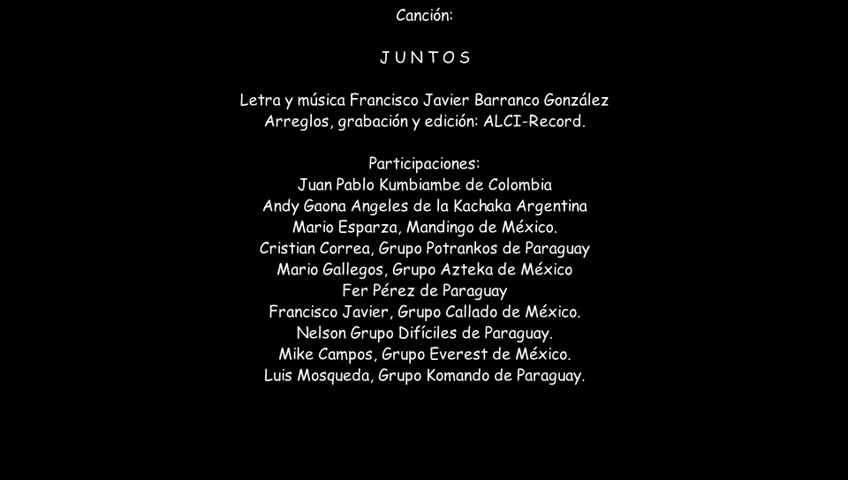 Canción:
J U N T O S
Letra y música Francisco Javier Barranco González
Arreglos, grabación y edición: ALCI-Record.
Participaciones:
Juan Pablo Kumbiambe de Colombia
Andy Gaona Angeles de la Kachaka Argentina
Mario Esparza, Mandingo de México.
Cristian Correa, Grupo Potrankos de Paraguay
Mario Gallegos, Grupo Azteka de México
Fer Pérez de Paraguay
Francisco Javier, Grupo Callado de México.
Nelson Grupo Difíciles de Paraguay.
Mike Campos, Grupo Everest de México.
Luis Mosqueda, Grupo Komando de Paraguay.